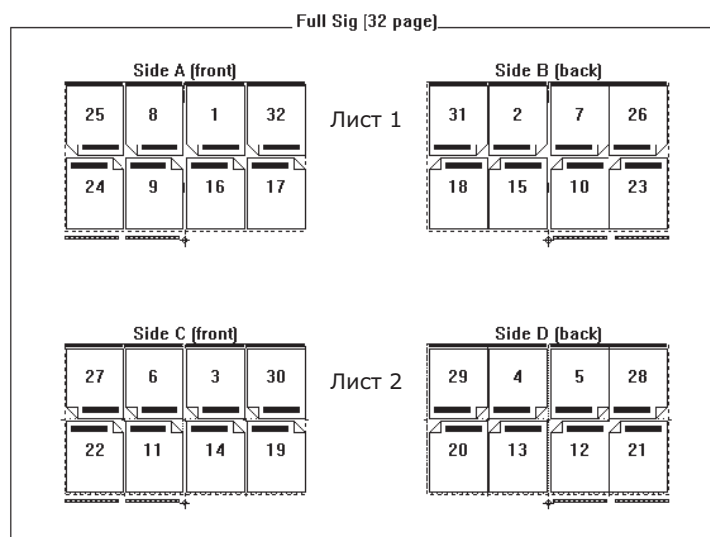 Full Sig (32 page)
Side A (front)
Side B (back)
25 8 1 32
Лист 1
31 2 7 26
24 9 16 17
18 15 10 23
Side C (front)
Side D (back)
27 6 3 30
Лист 2
29 4 5 28
22 11 14 19
20 13 12 21